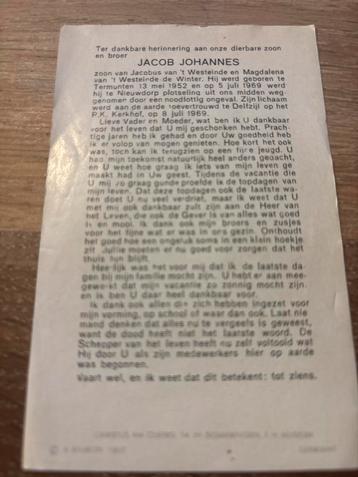 Ter dankbare herinnering aan onze dierbare zoon
en broer
JACOB JOHANNES
zoon van Jacobus van 't Westeinde en Magdalena
van 't Westeinde de Winter. Hij werd geboren te
Termunten 13 mei 1952 en op 5 juli 1969 werd
hij te Nieuwdorp plotseling uit ons midden weg-
genomen door een noodlottig ongeval. Zijn lichaam
werd aan de aarde toevertrouwd te Delfzijl op het
R.K. Kerkhof, op 8 juli 1969.
Lieve Vader en Moeder, wat ben ik U dankbaar
voor het leven dat U mij geschonken hebt. Prach-
tige jaren heb ik gehad en door Uw goedheid heb
ik er volop van mogen genieten. Hoe kort het ook
was, toch kan ik terugzien op een fijne jeugd. U
had mijn toekomst natuurlijk heel anders gedacht,
en U weet hoe graag ik iets van mijn leven ge-
maakt had in Uw geest. Tijdens de vakantie die
U mij zo graag gunde proefde ik de topdagen van
mijn leven. Dat deze topdagen ook de laatste wa-
ren doet U nu veel verdriet, maar ik weet dat U
met mij ook dankbaar zult zijn aan de Heer van
het Leven, die ook de Gever is van alles wat goed
is en mooi. Ik dank ook mijn broers en zusjes
voor het fijne wat er was in ons gezin. Onthoudt
het goed hoe een ongeluk soms in een klein hoekje
zit. Jullie moeten er nu goed voor zorgen dat het
thuis fijn blijft.
Heerlijk was het voor mij dat ik de laatste da-
gen bij mijn familie mocht zijn. U hebt er aan mee-
gewerkt dat mijn vakantie zo zonnig mocht zijn,
en ik ben U daar heel dankbaar voor.
Ik dank ook allen die zich hebben ingezet voor
mijn vorming, op school of waar dan ook. Laat nie-
mand denken dat alles nu te vergeefs is geweest,
want de dood heeft niet het laatste woord. De
Schepper van het leven heeft nu zelf voltooid wat
Hij door U als zijn medewerkers hier op aarde
was begonnen.
Vaart wel, en ik weet dat dit betekent: tot ziens.